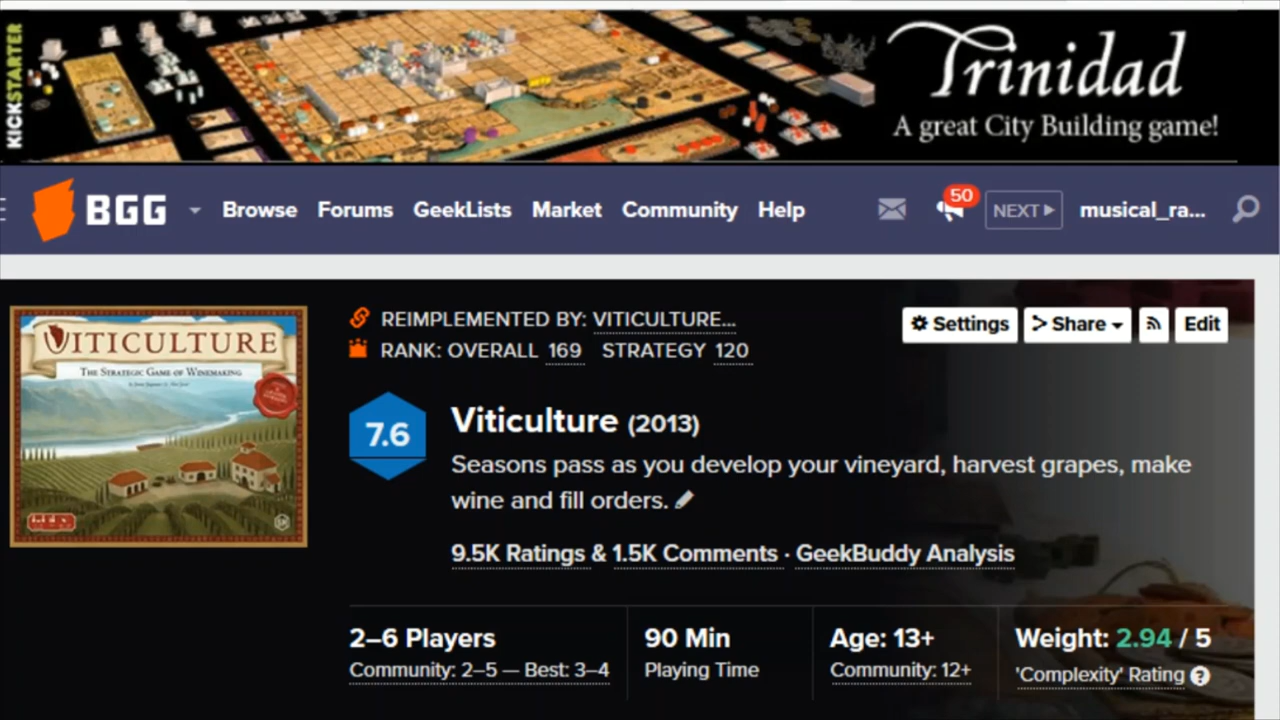 KICKSTARTER
Trinidad
A great City Building game!
BGG Browse Forums GeekLists Market Community Help 50 NEXT musical_ra...
REIMPLEMENTED BY: VITICULTURE...
RANK: OVERALL 169 STRATEGY 120
Settings Share Edit
VITICULTURE
THE STRATEGIC GAME OF WINEMAKING
7.6
Viticulture (2013)
Seasons pass as you develop your vineyard, harvest grapes, make
wine and fill orders.
9.5K Ratings & 1.5K Comments · GeekBuddy Analysis
2–6 Players
Community: 2–5 — Best: 3–4
90 Min
Playing Time
Age: 13+
Community: 12+
Weight: 2.94 / 5
'Complexity' Rating ?